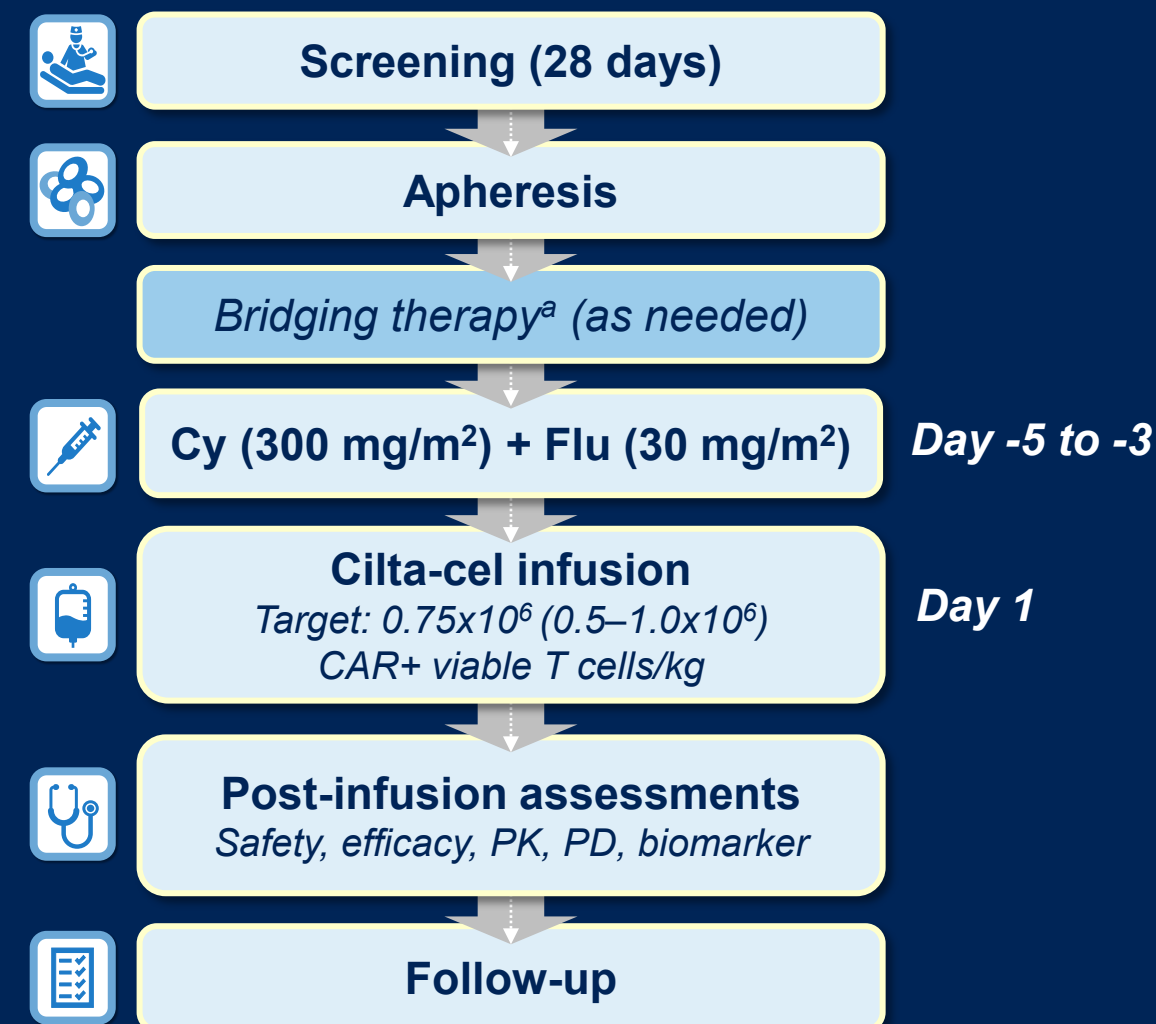 Screening (28 days)
Apheresis
Bridging therapyᵃ (as needed)
Cy (300 mg/m²) + Flu (30 mg/m²)
Day -5 to -3
Cilta-cel infusion
Target: 0.75x10⁶ (0.5–1.0x10⁶)
CAR+ viable T cells/kg
Day 1
Post-infusion assessments
Safety, efficacy, PK, PD, biomarker
Follow-up